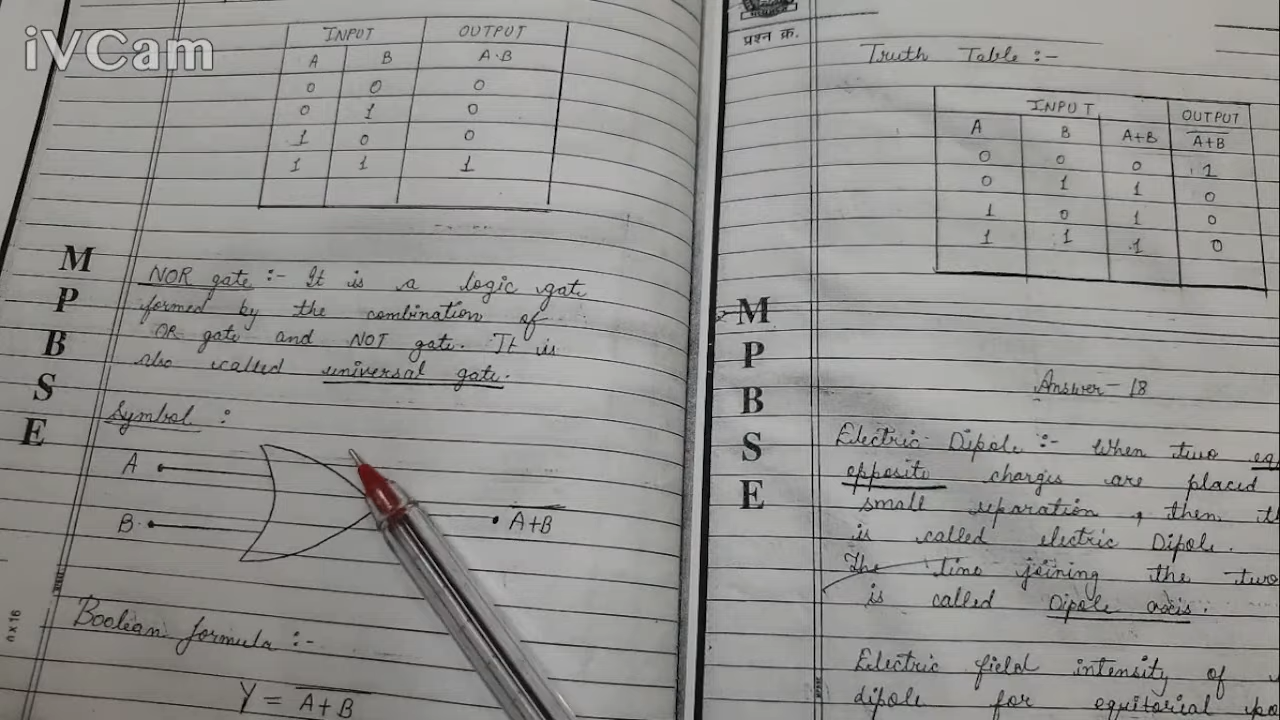 iVCam
INPUT OUTPUT
A B A·B
0 0 0
0 1 0
1 0 0
1 1 1
M
P
B
S
E
NOR gate :- It is a logic gate
formed by the combination of
OR gate and NOT gate. It is
also called universal gate.
Symbol :
A
B
A+B
Boolean formula :-
Y = A+B
प्रश्न क्र.
Truth Table :-
INPUT OUTPUT
A B A+B A+B
0 0 0 1
0 1 1 0
1 0 1 0
1 1 1 0
M
P
B
S
E
Answer - 18
Electric Dipole :- When two
opposite charges are placed
small separation, then
is called electric Dipole.
The line joining the two
is called Dipole axis.
Electric field intensity of
dipole for equitorial